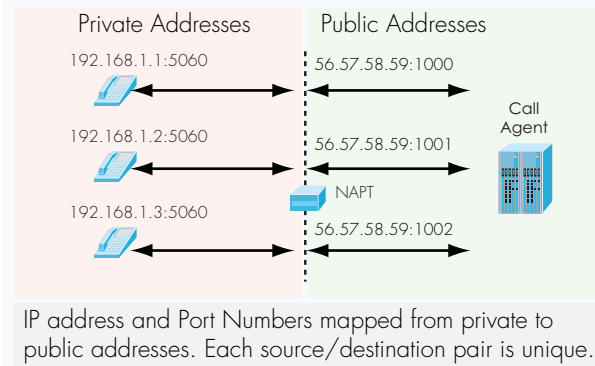 Private Addresses
Public Addresses
192.168.1.1:5060
56.57.58.59:1000
Call
Agent
192.168.1.2:5060
56.57.58.59:1001
NAPT
192.168.1.3:5060
56.57.58.59:1002
IP address and Port Numbers mapped from private to
public addresses. Each source/destination pair is unique.